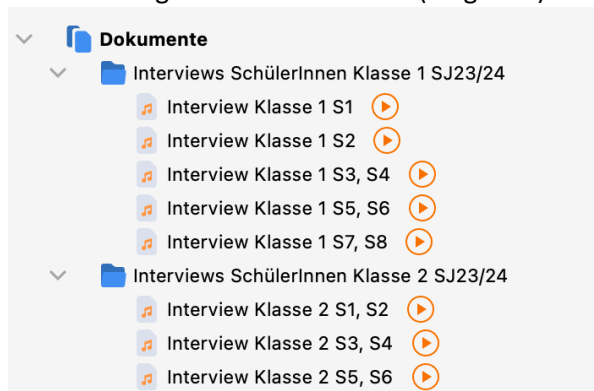 Dokumente
Interviews SchülerInnen Klasse 1 SJ23/24
Interview Klasse 1 S1
Interview Klasse 1 S2
Interview Klasse 1 S3, S4
Interview Klasse 1 S5, S6
Interview Klasse 1 S7, S8
Interviews SchülerInnen Klasse 2 SJ23/24
Interview Klasse 2 S1, S2
Interview Klasse 2 S3, S4
Interview Klasse 2 S5, S6